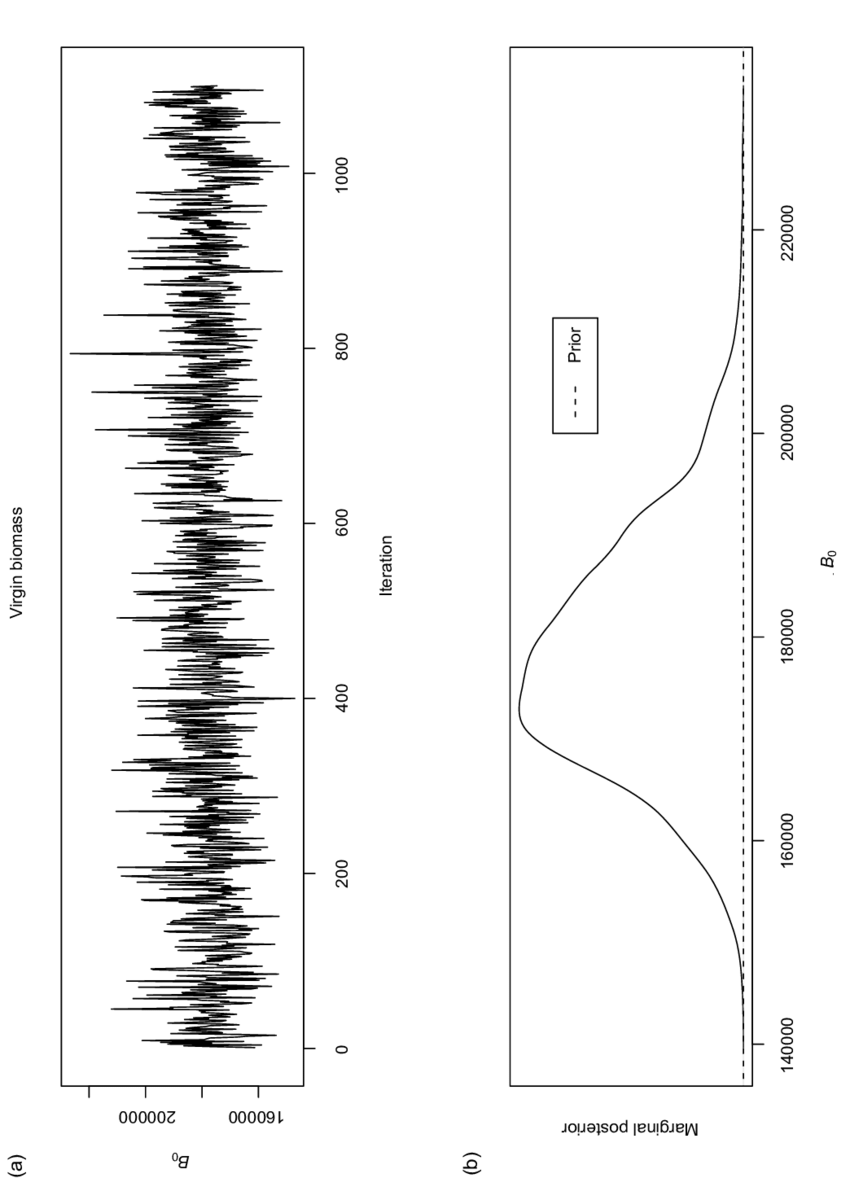 (a)
Virgin biomass
B0
200000
160000
0
200
400
600
800
1000
Iteration
(b)
Marginal posterior
Prior
140000
160000
180000
200000
220000
B0